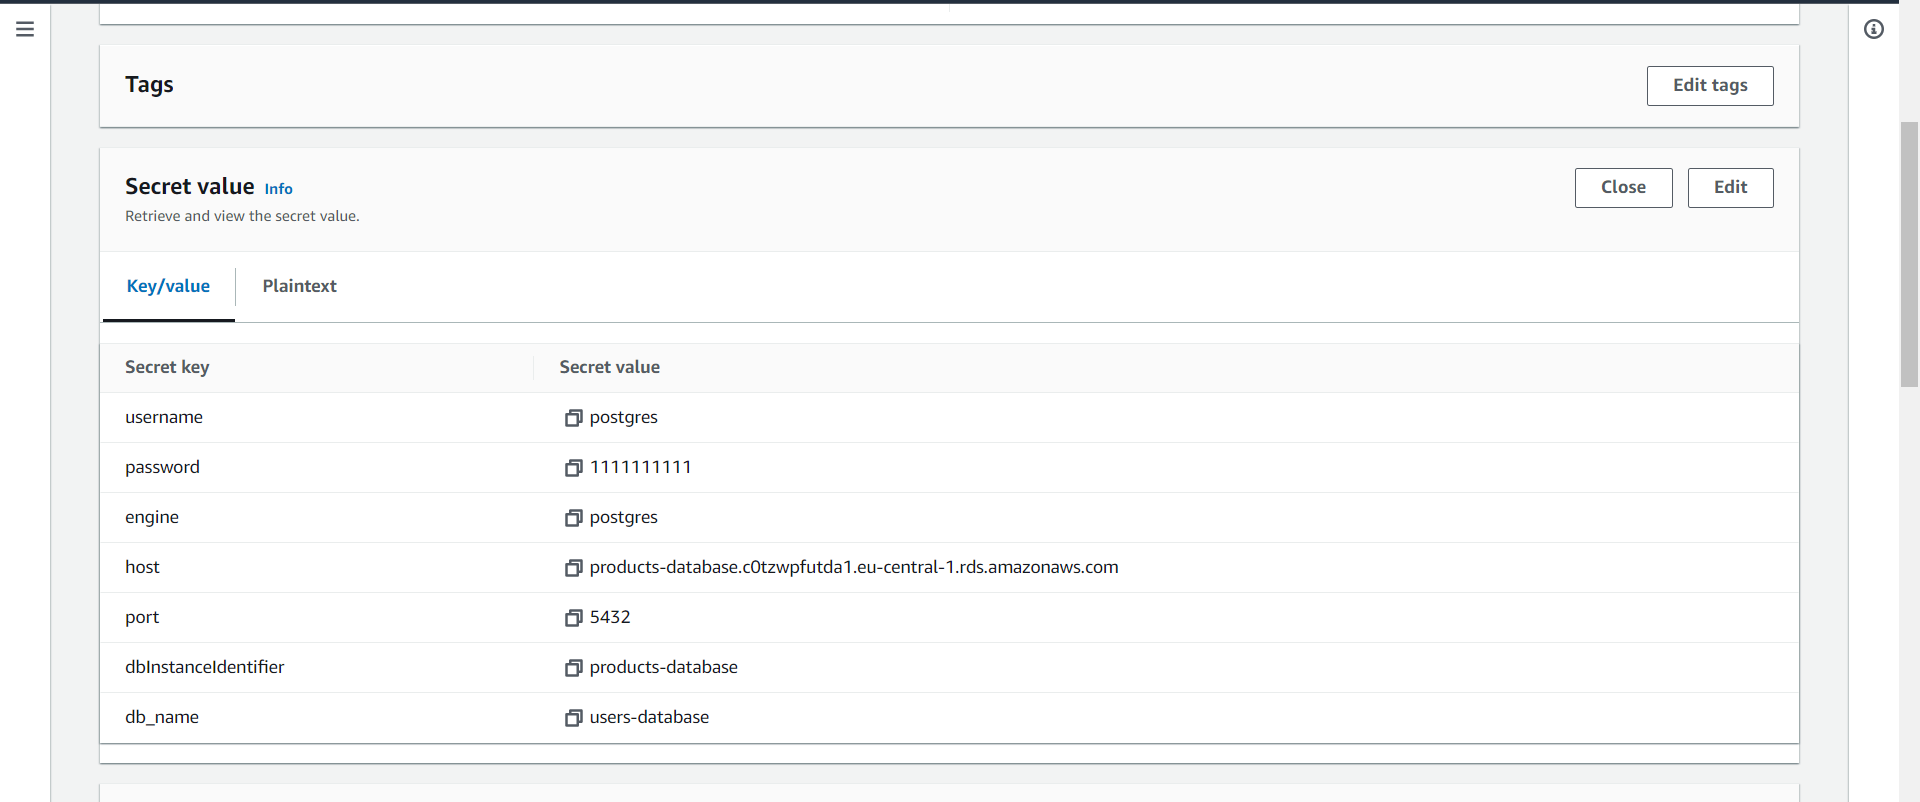 Tags
Edit tags
Secret value Info
Close
Edit
Retrieve and view the secret value.
Key/value
Plaintext
Secret key Secret value
username postgres
password 1111111111
engine postgres
host products-database.c0tzwpfutda1.eu-central-1.rds.amazonaws.com
port 5432
dbInstanceIdentifier products-database
db_name users-database